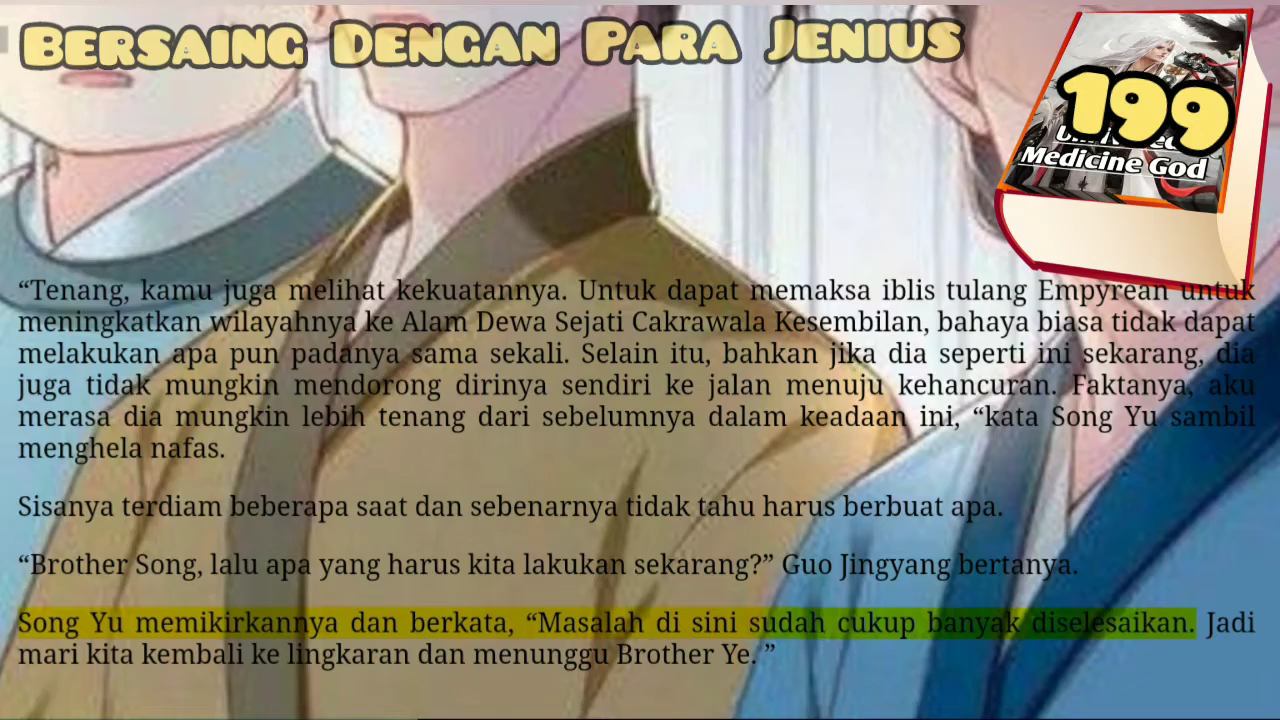 Bersaing Dengan Para Jenius
199
Medicine God
“Tenang, kamu juga melihat kekuatannya. Untuk dapat memaksa iblis tulang Empyrean untuk
meningkatkan wilayahnya ke Alam Dewa Sejati Cakrawala Kesembilan, bahaya biasa tidak dapat
melakukan apa pun padanya sama sekali. Selain itu, bahkan jika dia seperti ini sekarang, dia
juga tidak mungkin mendorong dirinya sendiri ke jalan menuju kehancuran. Faktanya, aku
merasa dia mungkin lebih tenang dari sebelumnya dalam keadaan ini, “kata Song Yu sambil
menghela nafas.
Sisanya terdiam beberapa saat dan sebenarnya tidak tahu harus berbuat apa.
“Brother Song, lalu apa yang harus kita lakukan sekarang?” Guo Jingyang bertanya.
Song Yu memikirkannya dan berkata, “Masalah di sini sudah cukup banyak diselesaikan. Jadi
mari kita kembali ke lingkaran dan menunggu Brother Ye. ”